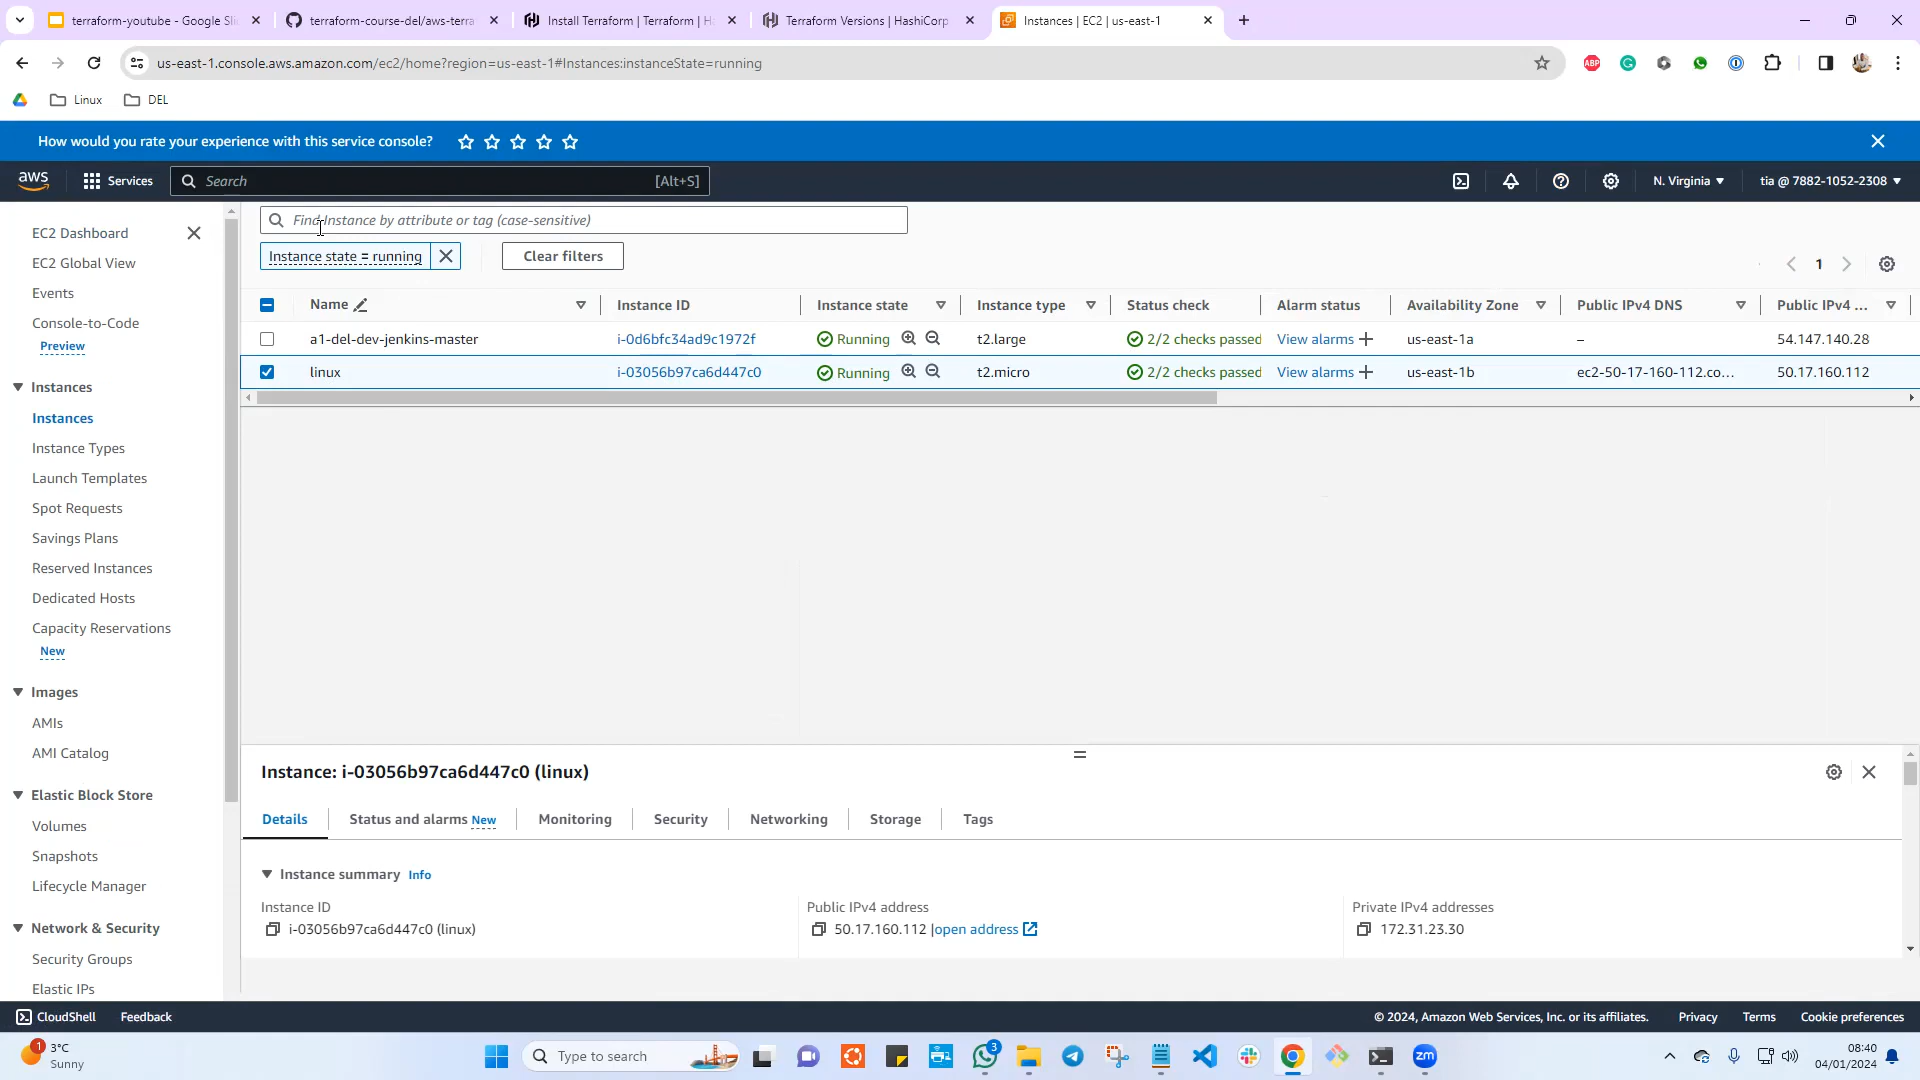 terraform-youtube - Google Sli
terraform-course-del/aws-terra
Install Terraform | Terraform | H
Terraform Versions | HashiCorp
Instances | EC2 | us-east-1
us-east-1.console.aws.amazon.com/ec2/home?region=us-east-1#Instances:instanceState=running
ABP
Linux
DEL
How would you rate your experience with this service console?
aws
Services
Search
[Alt+S]
N. Virginia
tia @ 7882-1052-2308
EC2 Dashboard
EC2 Global View
Events
Console-to-Code
Preview
Instances
Instances
Instance Types
Launch Templates
Spot Requests
Savings Plans
Reserved Instances
Dedicated Hosts
Capacity Reservations
New
Images
AMIs
AMI Catalog
Elastic Block Store
Volumes
Snapshots
Lifecycle Manager
Network & Security
Security Groups
Elastic IPs
Find Instance by attribute or tag (case-sensitive)
Instance state = running
Clear filters
1
Name Instance ID Instance state Instance type Status check Alarm status Availability Zone Public IPv4 DNS Public IPv4 ...
a1-del-dev-jenkins-master i-0d6bfc34ad9c1972f Running t2.large 2/2 checks passed View alarms + us-east-1a – 54.147.140.28
linux i-03056b97ca6d447c0 Running t2.micro 2/2 checks passed View alarms + us-east-1b ec2-50-17-160-112.co... 50.17.160.112
Instance: i-03056b97ca6d447c0 (linux)
Details
Status and alarms New
Monitoring
Security
Networking
Storage
Tags
Instance summary Info
Instance ID
i-03056b97ca6d447c0 (linux)
Public IPv4 address
50.17.160.112 |open address
Private IPv4 addresses
172.31.23.30
CloudShell
Feedback
© 2024, Amazon Web Services, Inc. or its affiliates.
Privacy
Terms
Cookie preferences
1
3°C
Sunny
Type to search
3
zm
08:40
04/01/2024